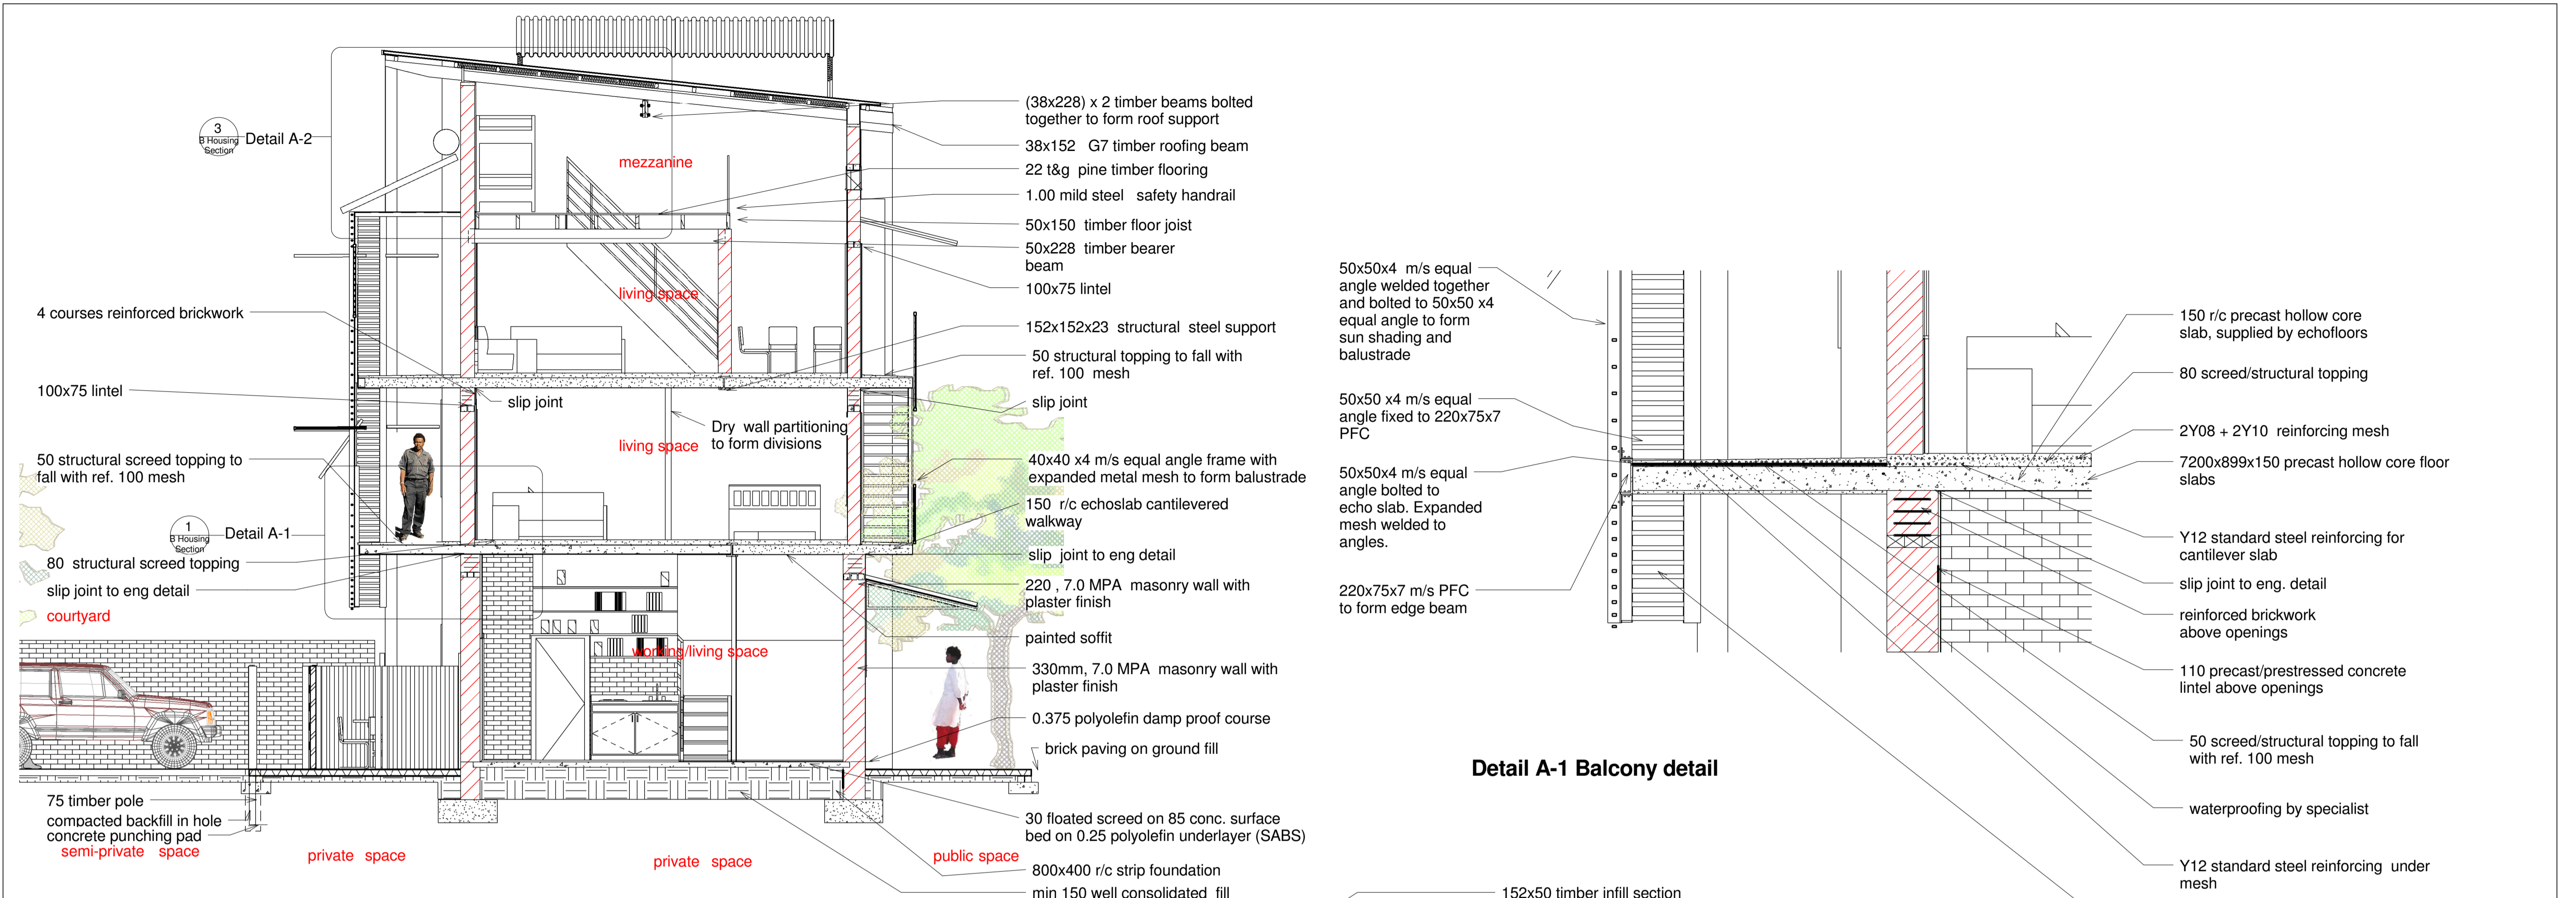 3
B Housing
Section
Detail A-2
4 courses reinforced brickwork
100x75 lintel
50 structural screed topping to
fall with ref. 100 mesh
1
B Housing
Section
Detail A-1
80 structural screed topping
slip joint to eng detail
courtyard
75 timber pole
compacted backfill in hole
concrete punching pad
semi-private space
private space
private space
public space
mezzanine
living space
slip joint
living space
Dry wall partitioning
to form divisions
working/living space
(38x228) x 2 timber beams bolted
together to form roof support
38x152 G7 timber roofing beam
22 t&g pine timber flooring
1.00 mild steel safety handrail
50x150 timber floor joist
50x228 timber bearer
beam
100x75 lintel
152x152x23 structural steel support
50 structural topping to fall with
ref. 100 mesh
slip joint
40x40 x4 m/s equal angle frame with
expanded metal mesh to form balustrade
150 r/c echoslab cantilevered
walkway
slip joint to eng detail
220 , 7.0 MPA masonry wall with
plaster finish
painted soffit
330mm, 7.0 MPA masonry wall with
plaster finish
0.375 polyolefin damp proof course
brick paving on ground fill
30 floated screed on 85 conc. surface
bed on 0.25 polyolefin underlayer (SABS)
800x400 r/c strip foundation
min 150 well consolidated fill
50x50x4 m/s equal
angle welded together
and bolted to 50x50 x4
equal angle to form
sun shading and
balustrade
50x50 x4 m/s equal
angle fixed to 220x75x7
PFC
50x50x4 m/s equal
angle bolted to
echo slab. Expanded
mesh welded to
angles.
220x75x7 m/s PFC
to form edge beam
Detail A-1 Balcony detail
152x50 timber infill section
150 r/c precast hollow core
slab, supplied by echofloors
80 screed/structural topping
2Y08 + 2Y10 reinforcing mesh
7200x899x150 precast hollow core floor
slabs
Y12 standard steel reinforcing for
cantilever slab
slip joint to eng. detail
reinforced brickwork
above openings
110 precast/prestressed concrete
lintel above openings
50 screed/structural topping to fall
with ref. 100 mesh
waterproofing by specialist
Y12 standard steel reinforcing under
mesh